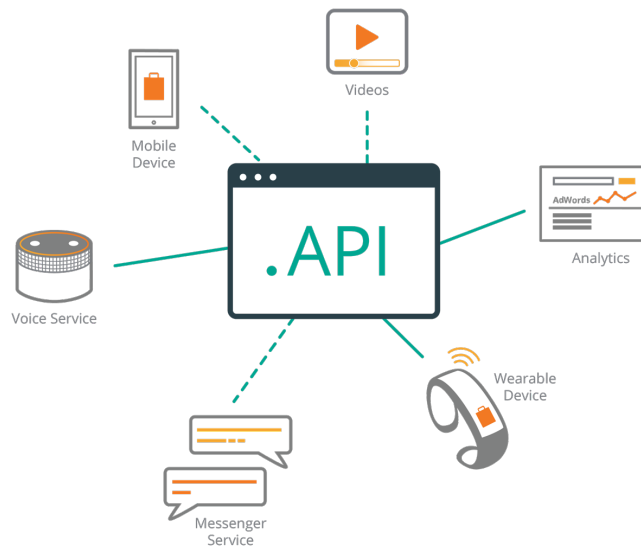 Videos
Mobile
Device
AdWords
.API
Analytics
Voice Service
Wearable
Device
Messenger
Service